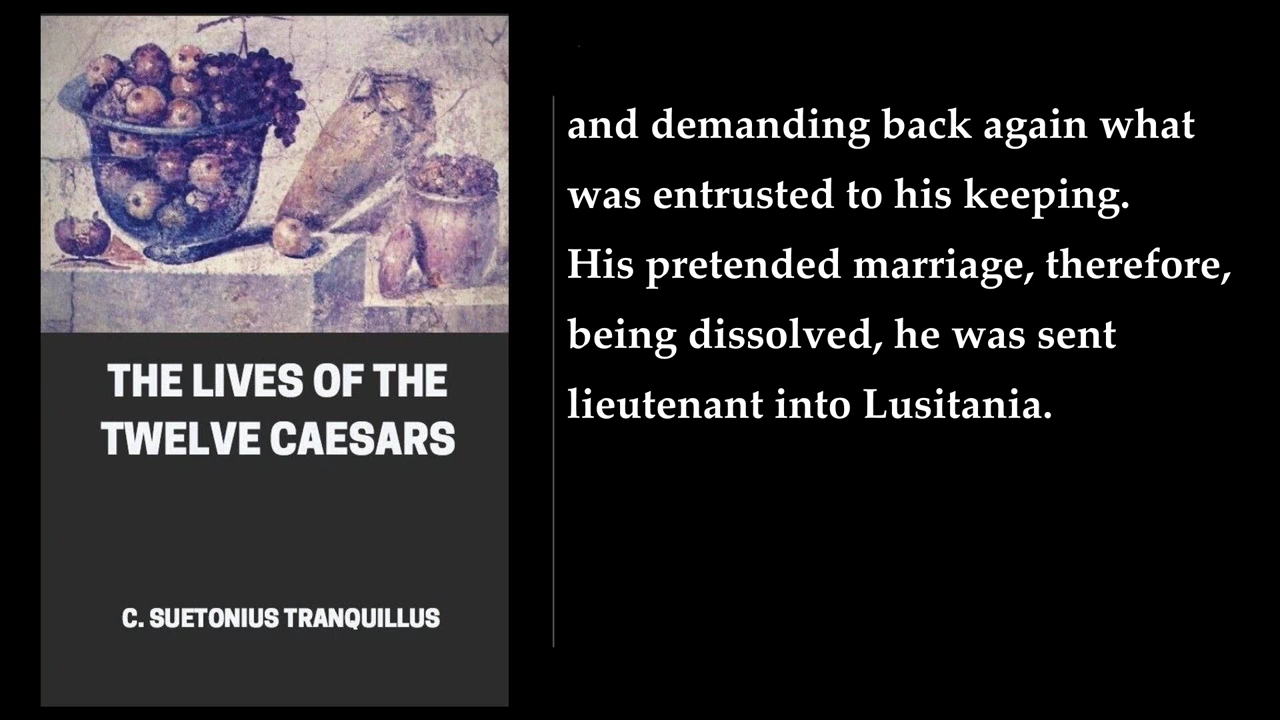 THE LIVES OF THE
TWELVE CAESARS
C. SUETONIUS TRANQUILLUS
and demanding back again what
was entrusted to his keeping.
His pretended marriage, therefore,
being dissolved, he was sent
lieutenant into Lusitania.